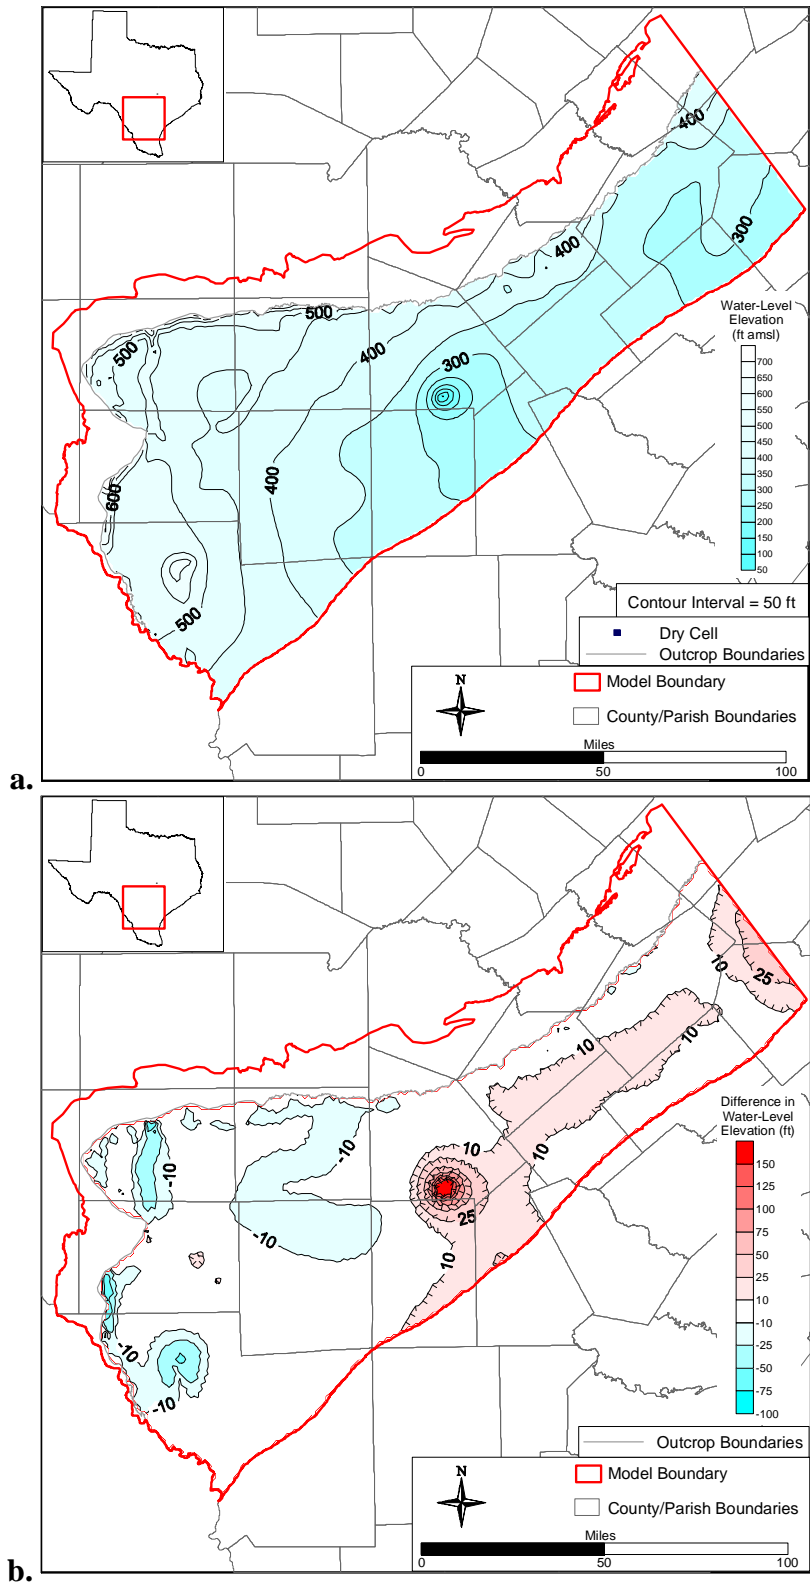 400
300
400
500
500
400
300
400
600
500
Water-Level
Elevation
(ft amsl)
700
650
600
550
500
450
400
350
300
250
200
150
100
50
Contour Interval = 50 ft
Dry Cell
Outcrop Boundaries
N
Model Boundary
County/Parish Boundaries
Miles
0
50
100
a.
10
25
10
10
10
-10
-10
10
25
-10
10
-10
-10
Difference in
Water-Level
Elevation (ft)
150
125
100
75
50
25
10
-10
-25
-50
-75
-100
Outcrop Boundaries
N
Model Boundary
County/Parish Boundaries
Miles
0
50
100
b.